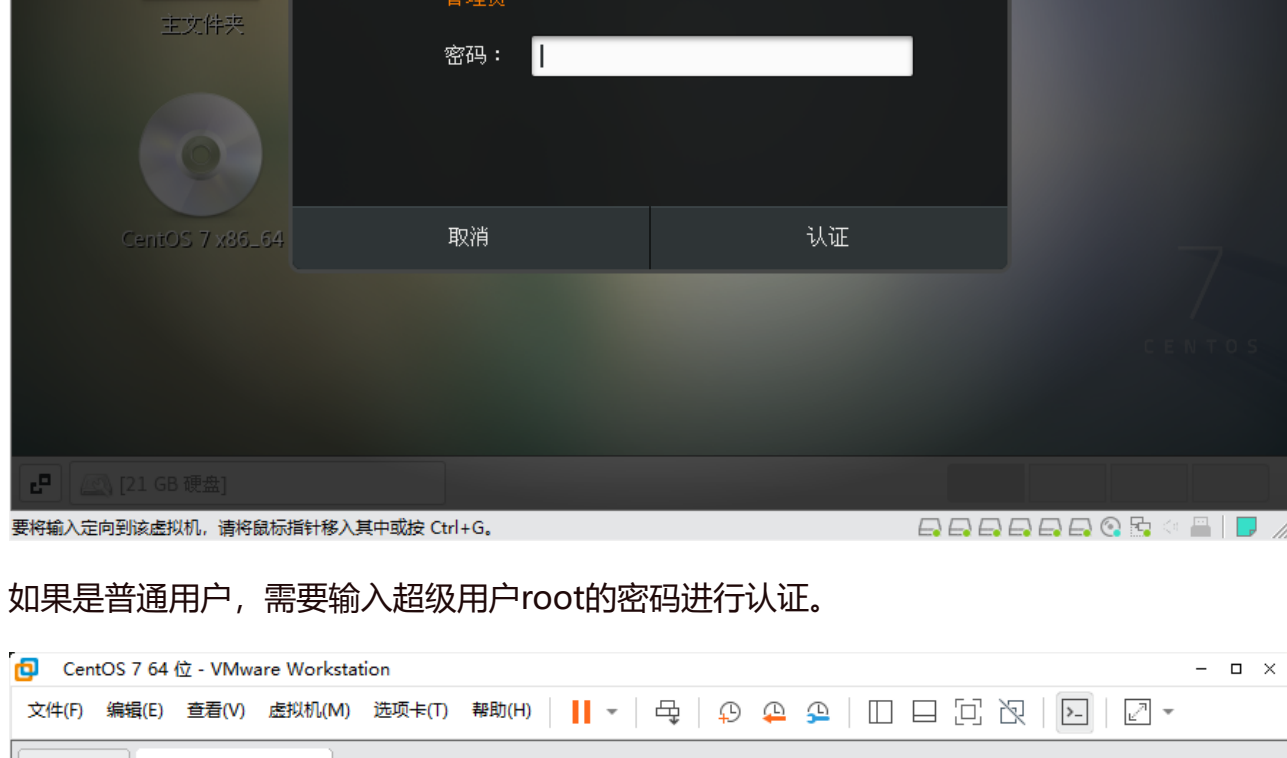 管理员
主文件夹
密码：
CentOS 7 x86_64
取消
认证
7
CENTOS
[21 GB 硬盘]
要将输入定向到该虚拟机，请将鼠标指针移入其中或按 Ctrl+G。
如果是普通用户，需要输入超级用户root的密码进行认证。
CentOS 7 64 位 - VMware Workstation
文件(F) 编辑(E) 查看(V) 虚拟机(M) 选项卡(T) 帮助(H)